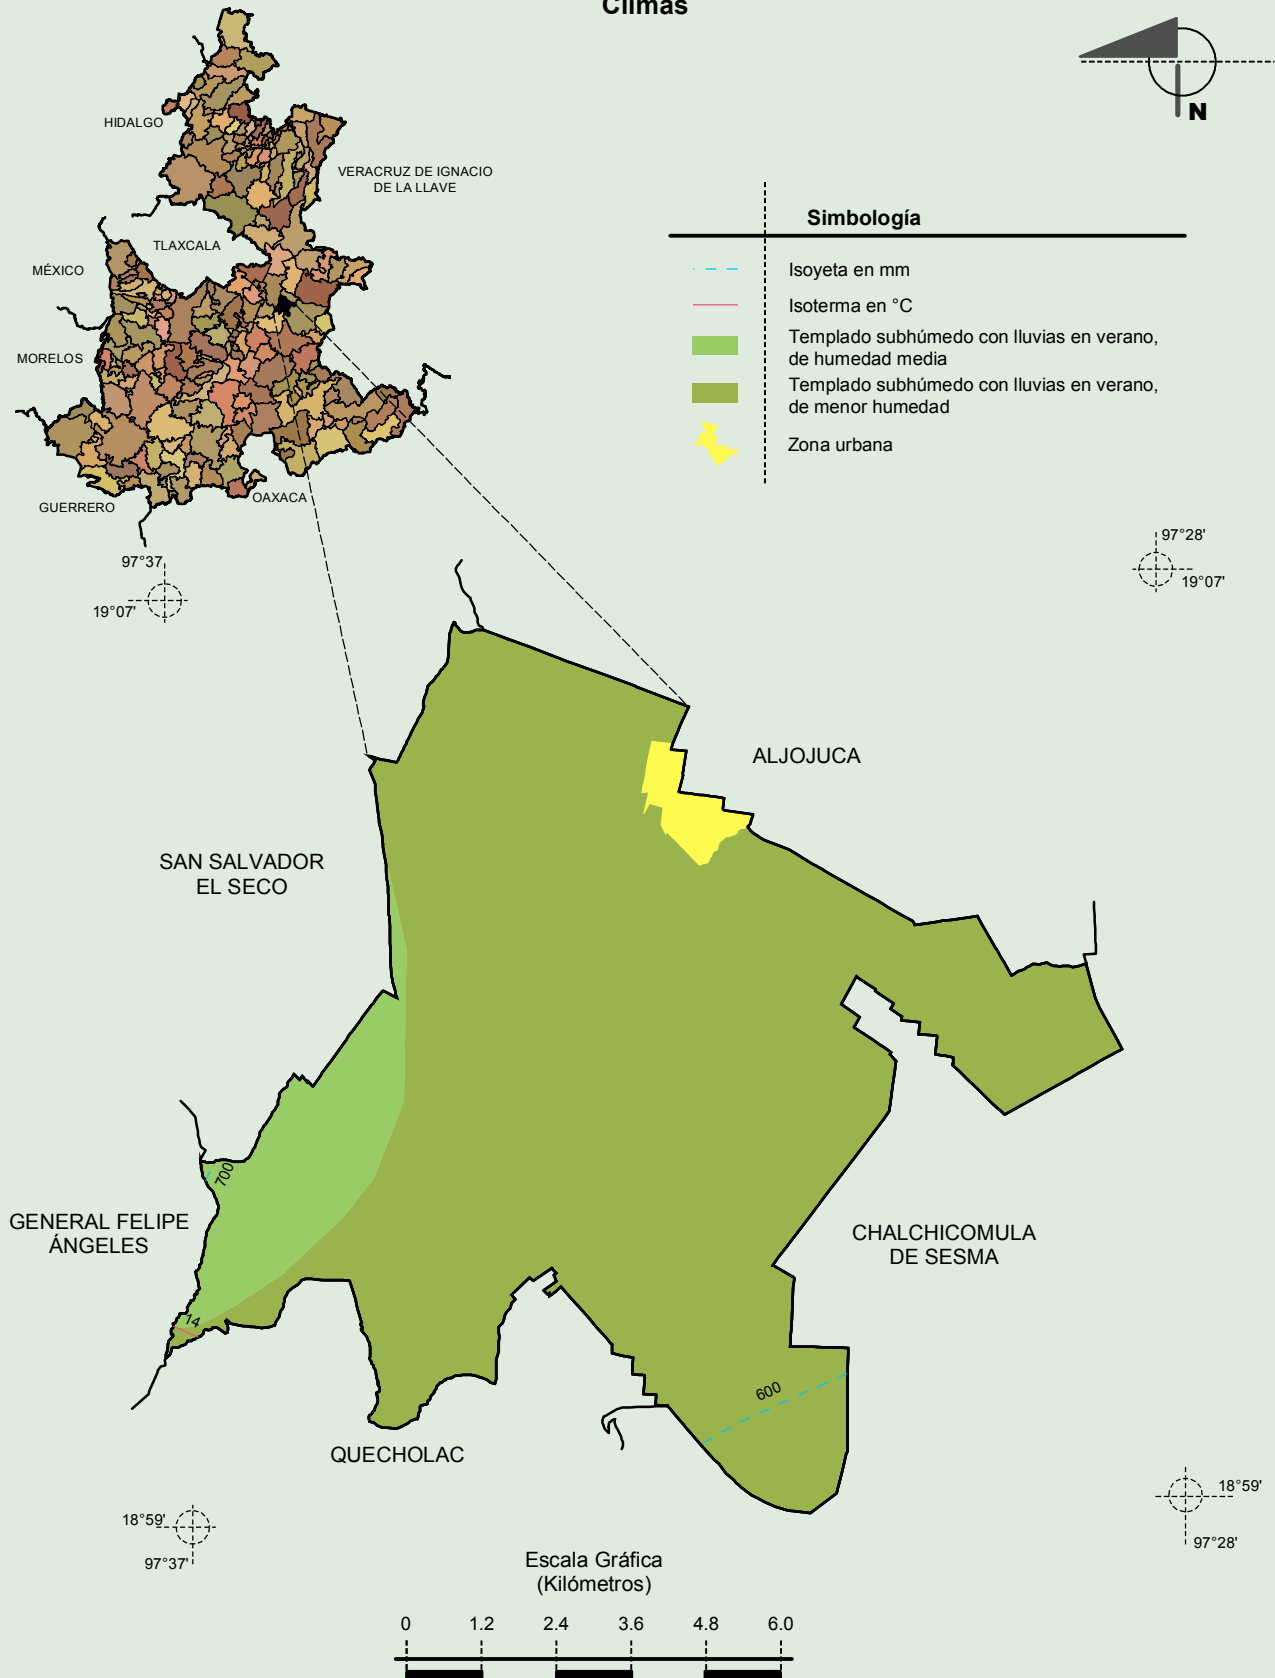 Climas
N
HIDALGO
VERACRUZ DE IGNACIO
DE LA LLAVE
TLAXCALA
MÉXICO
MORELOS
GUERRERO
OAXACA
Simbología
Isoyeta en mm
Isoterma en °C
Templado subhúmedo con lluvias en verano,
de humedad media
Templado subhúmedo con lluvias en verano,
de menor humedad
Zona urbana
97°37'
19°07'
97°28'
19°07'
ALJOJUCA
SAN SALVADOR
EL SECO
700
GENERAL FELIPE
ÁNGELES
CHALCHICOMULA
DE SESMA
14
600
QUECHOLAC
18°59'
97°37'
18°59'
97°28'
Escala Gráfica
(Kilómetros)
0 1.2 2.4 3.6 4.8 6.0